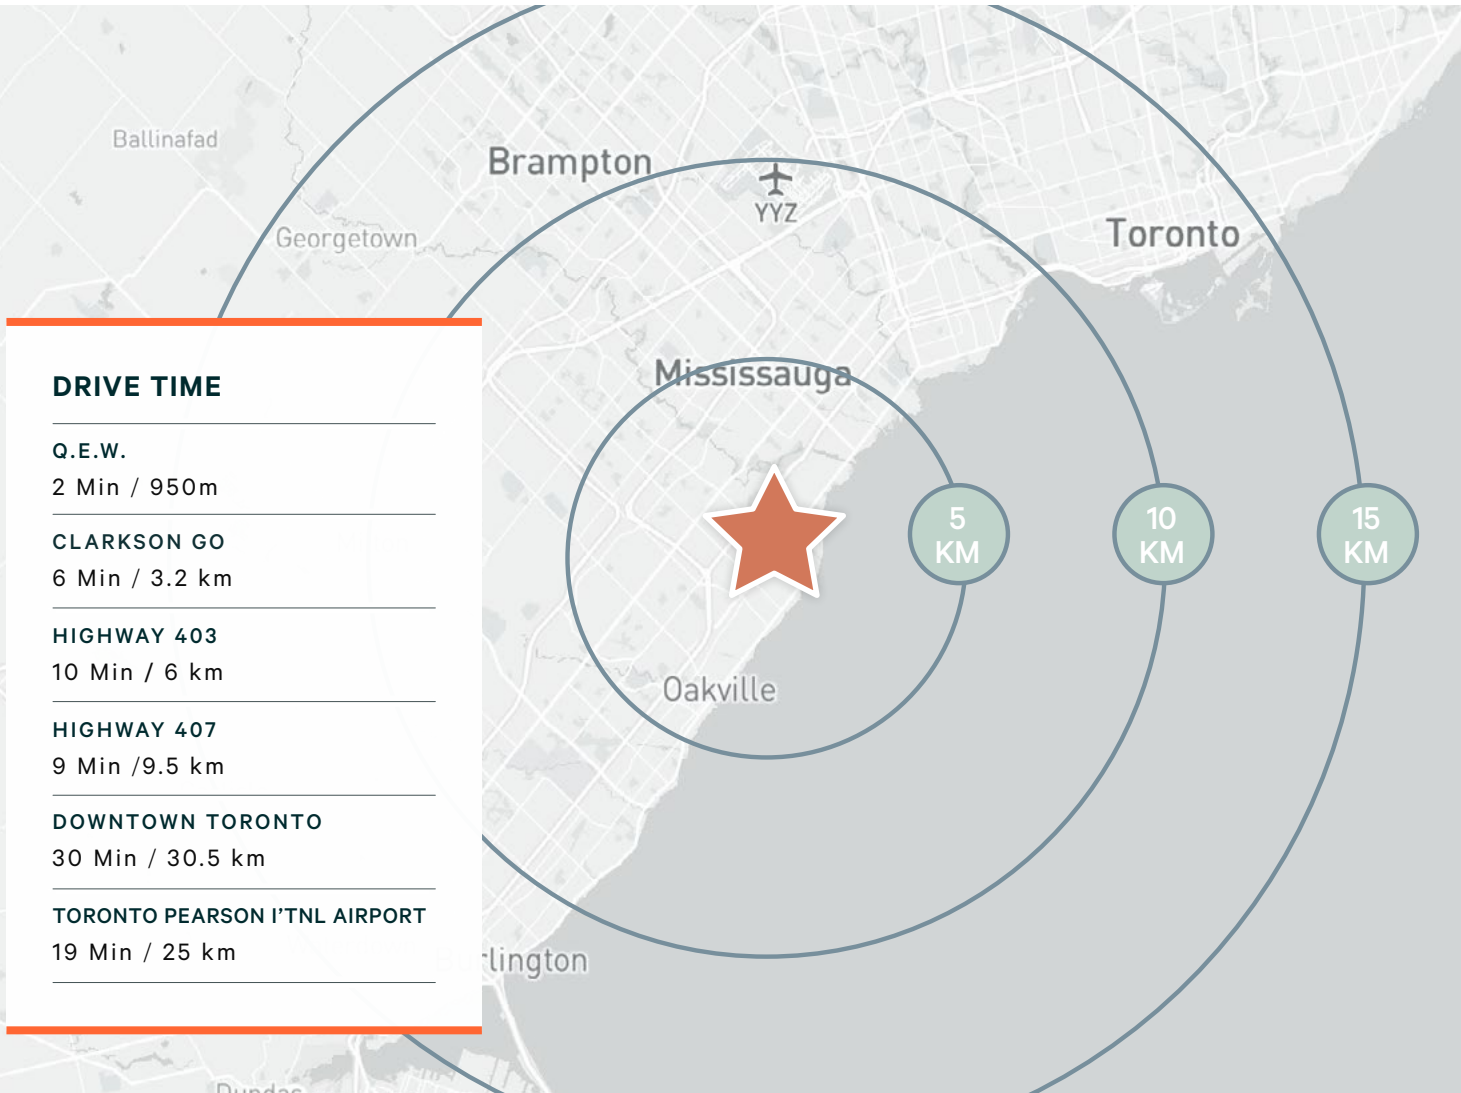 Ballinafad
Brampton
YYZ
Georgetown
Toronto
Mississauga
DRIVE TIME
Q.E.W.
2 Min / 950m
CLARKSON GO
6 Min / 3.2 km
HIGHWAY 403
10 Min / 6 km
HIGHWAY 407
9 Min /9.5 km
DOWNTOWN TORONTO
30 Min / 30.5 km
TORONTO PEARSON I’TNL AIRPORT
19 Min / 25 km
5
KM
10
KM
15
KM
Oakville
Burlington
Dundas